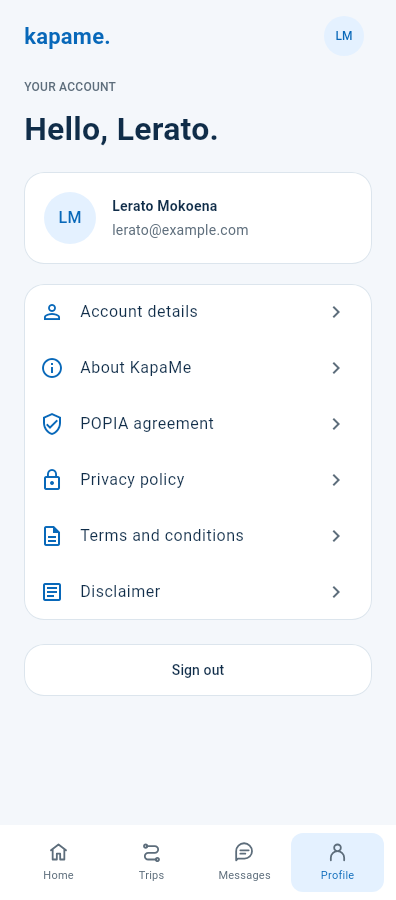 kapame.
LM
YOUR ACCOUNT
Hello, Lerato.
LM
Lerato Mokoena
lerato@example.com
Account details
About KapaMe
POPIA agreement
Privacy policy
Terms and conditions
Disclaimer
Sign out
Home
Trips
Messages
Profile